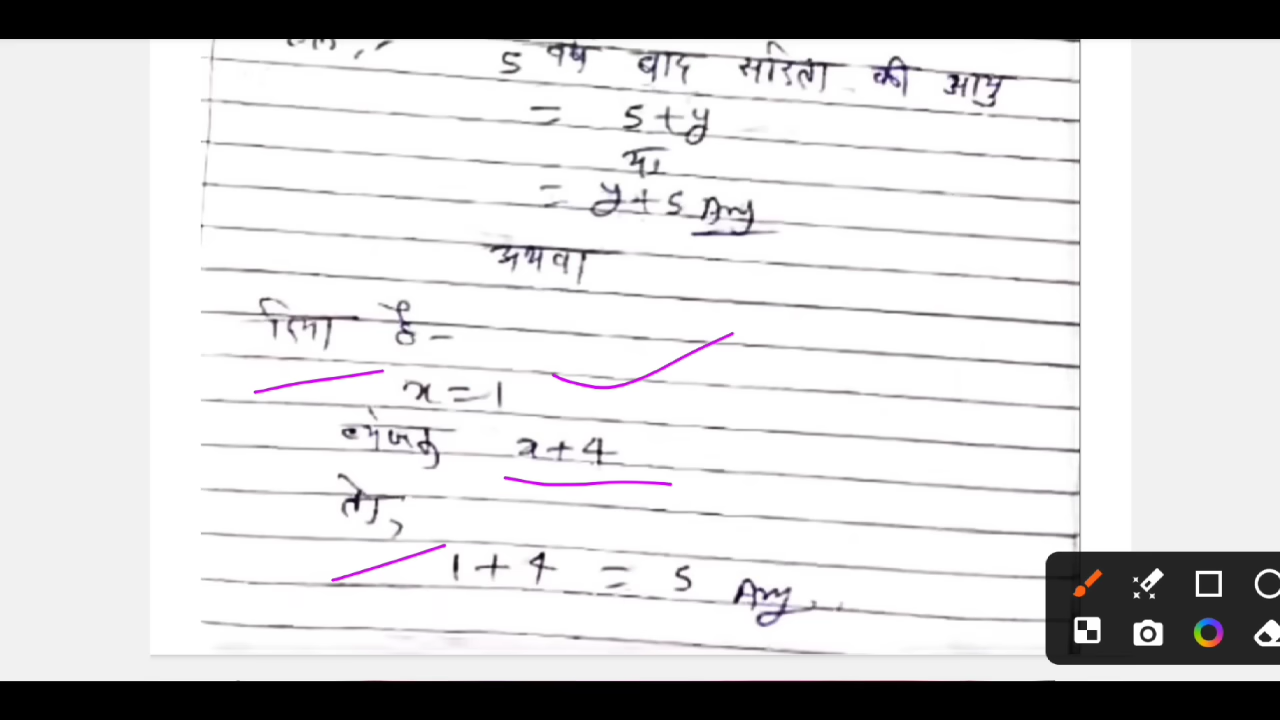 5 वर्ष बाद सरिता की आयु
= 5+y
या
= y+5 Ans
अथवा
दिया है-
x=1
व्यंजक x+4
तो,
1+4 = 5 Ans